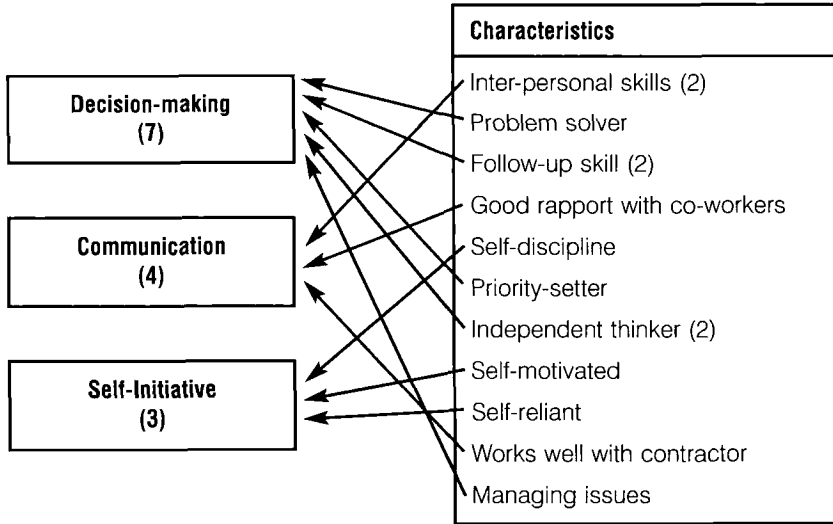 Decision-making
(7)
Communication
(4)
Self-Initiative
(3)
Characteristics
Inter-personal skills (2)
Problem solver
Follow-up skill (2)
Good rapport with co-workers
Self-discipline
Priority-setter
Independent thinker (2)
Self-motivated
Self-reliant
Works well with contractor
Managing issues